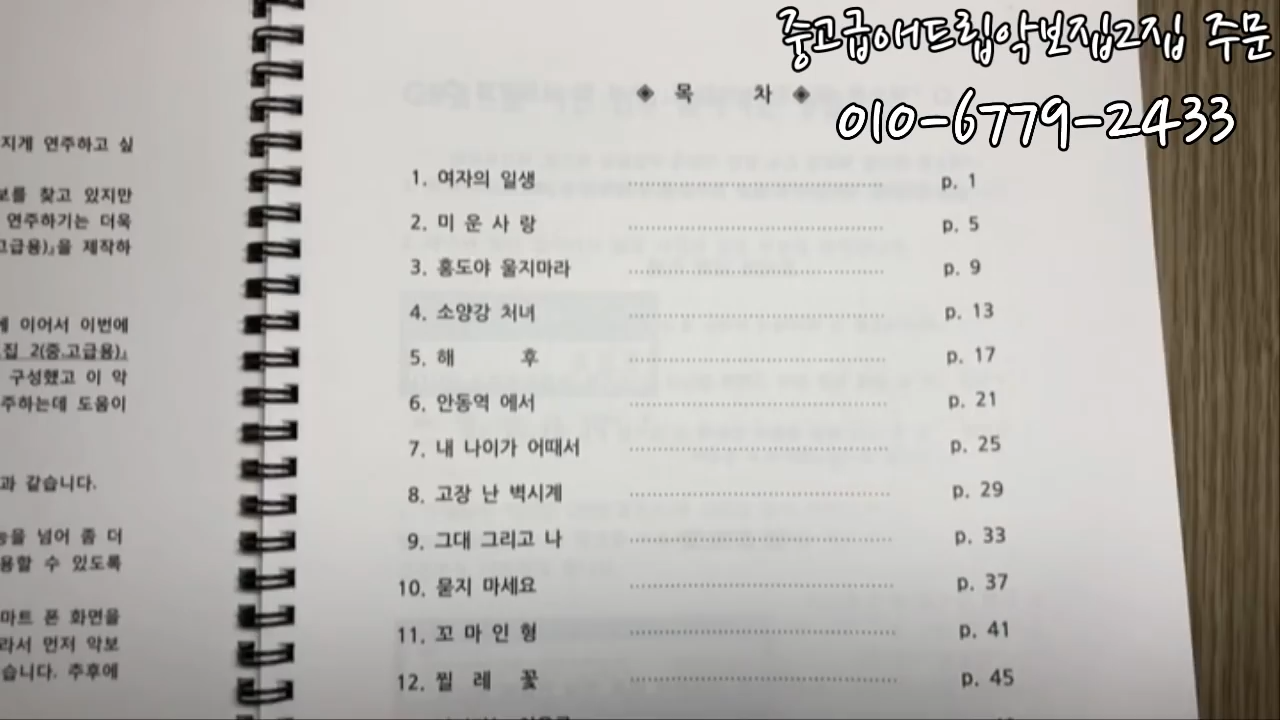 중고급애드립악보집2집 주문
010-6779-2433
지게 연주하고 싶
보를 찾고 있지만
연주하기는 더욱
고급용)』을 제작하
에 이어서 이번에
집 2(중.고급용)』
구성했고 이 악
주하는데 도움이
과 같습니다.
능을 넘어 좀 더
용할 수 있도록
마트 폰 화면을
라서 먼저 악보
습니다. 추후에
◈ 목 차 ◈
1. 여자의 일생 p. 1
2. 미 운 사 랑 p. 5
3. 홍도야 울지마라 p. 9
4. 소양강 처녀 p. 13
5. 해 후 p. 17
6. 안동역 에서 p. 21
7. 내 나이가 어때서 p. 25
8. 고장 난 벽시계 p. 29
9. 그대 그리고 나 p. 33
10. 묻지 마세요 p. 37
11. 꼬 마 인 형 p. 41
12. 찔 레 꽃 p. 45